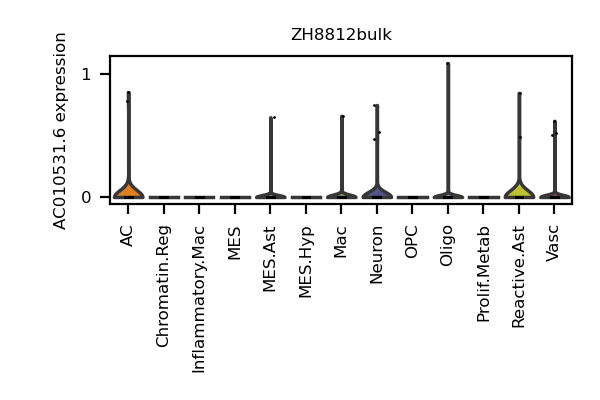 ZH8812bulk
AC010531.6 expression
1
0
AC
Chromatin.Reg
Inflammatory.Mac
MES
MES.Ast
MES.Hyp
Mac
Neuron
OPC
Oligo
Prolif.Metab
Reactive.Ast
Vasc